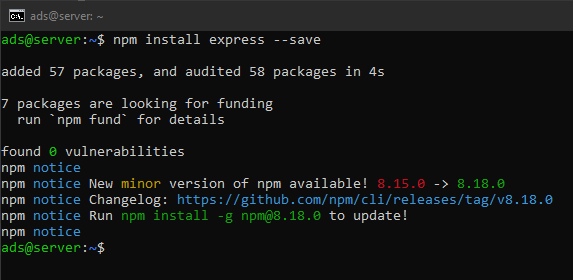 ads@server: ~
ads@server:~$ npm install express --save
added 57 packages, and audited 58 packages in 4s
7 packages are looking for funding
run `npm fund` for details
found 0 vulnerabilities
npm notice
npm notice New minor version of npm available! 8.15.0 -> 8.18.0
npm notice Changelog: https://github.com/npm/cli/releases/tag/v8.18.0
npm notice Run npm install -g npm@8.18.0 to update!
npm notice
ads@server:~$